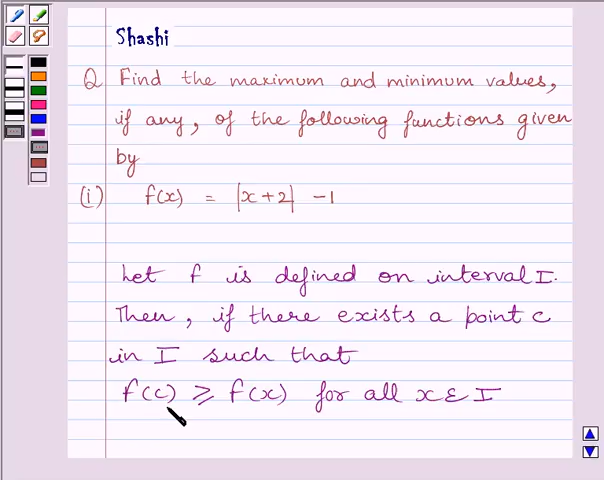 Shashi
Q Find the maximum and minimum values,
if any, of the following functions given
by
(i) f(x) = |x+2| -1
Let f is defined on interval I.
Then, if there exists a point c
in I such that
f(c) ⩾ f(x) for all x ε I